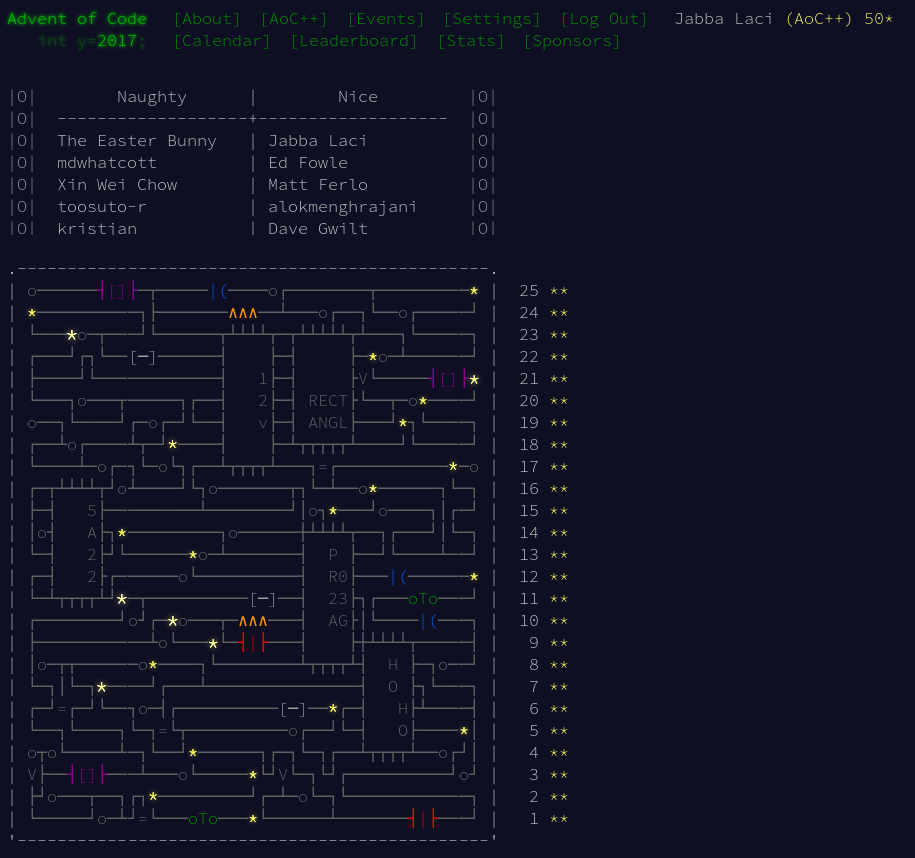 Advent of Code [About] [AoC++] [Events] [Settings] [Log Out] Jabba Laci (AoC++) 50*
int y=2017; [Calendar] [Leaderboard] [Stats] [Sponsors]
|O| Naughty | Nice |O|
|O| -------------------+------------------- |O|
|O| The Easter Bunny | Jabba Laci |O|
|O| mdwhatcott | Ed Fowle |O|
|O| Xin Wei Chow | Matt Ferlo |O|
|O| toosuto-r | alokmenghrajani |O|
|O| kristian | Dave Gwilt |O|
25 **
24 **
23 **
22 **
1 V 21 **
2 RECT 20 **
v ANGL 19 **
18 **
= 17 **
16 **
5 15 **
A 14 **
2 P 13 **
2 R0 12 **
23 oTo 11 **
AG 10 **
9 **
H 8 **
O 7 **
= H 6 **
= O 5 **
4 **
V V 3 **
2 **
= oTo 1 **